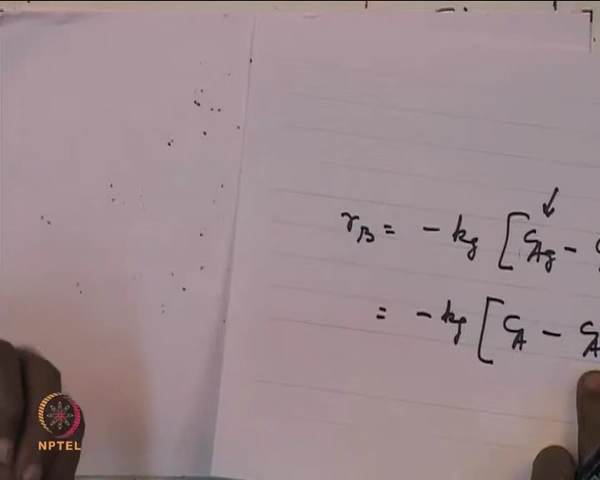 r_B = - k_g [ C_Ag - C
= - k_g [ C_A - C_A
NPTEL